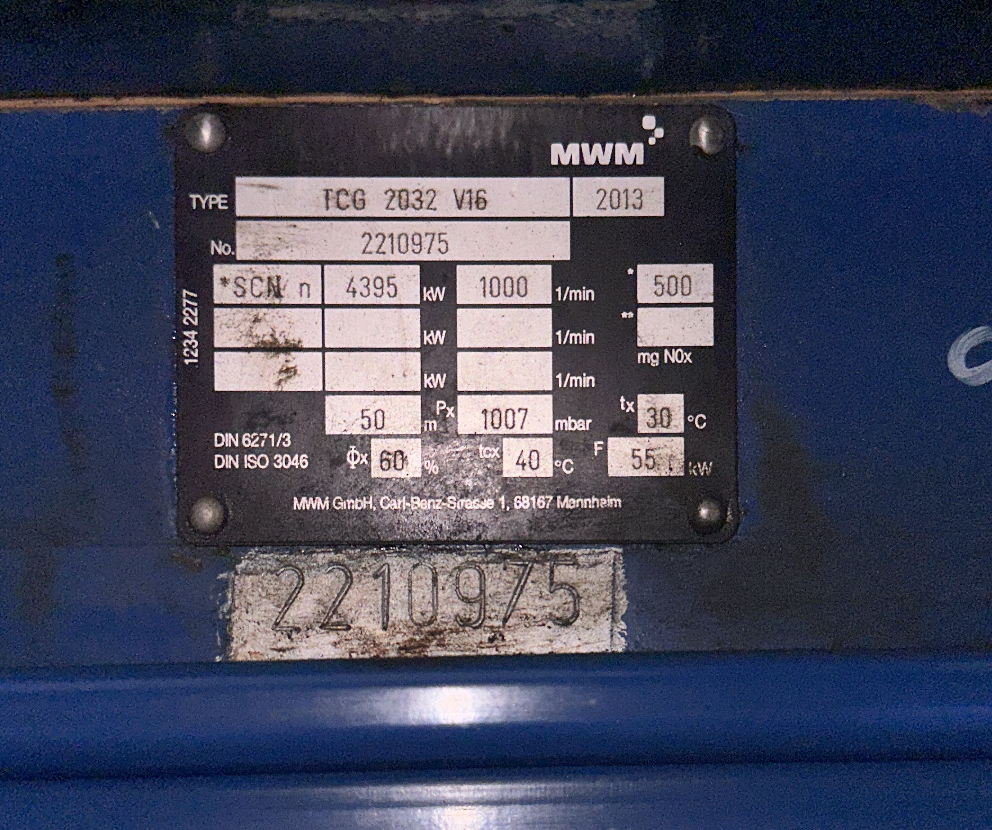 MWM
TYPE TCG 2032 V16 2013
No. 2210975
*SCN n 4395 kW 1000 1/min * 500
kW 1/min **
mg N0x
kW 1/min
1234 2277
50 m Px 1007 mbar tx 30 °C
DIN 6271/3
DIN ISO 3046 Φx 60 % tcx 40 °C F 55 kW
MWM GmbH, Carl-Benz-Strasse 1, 68167 Mannheim
2210975